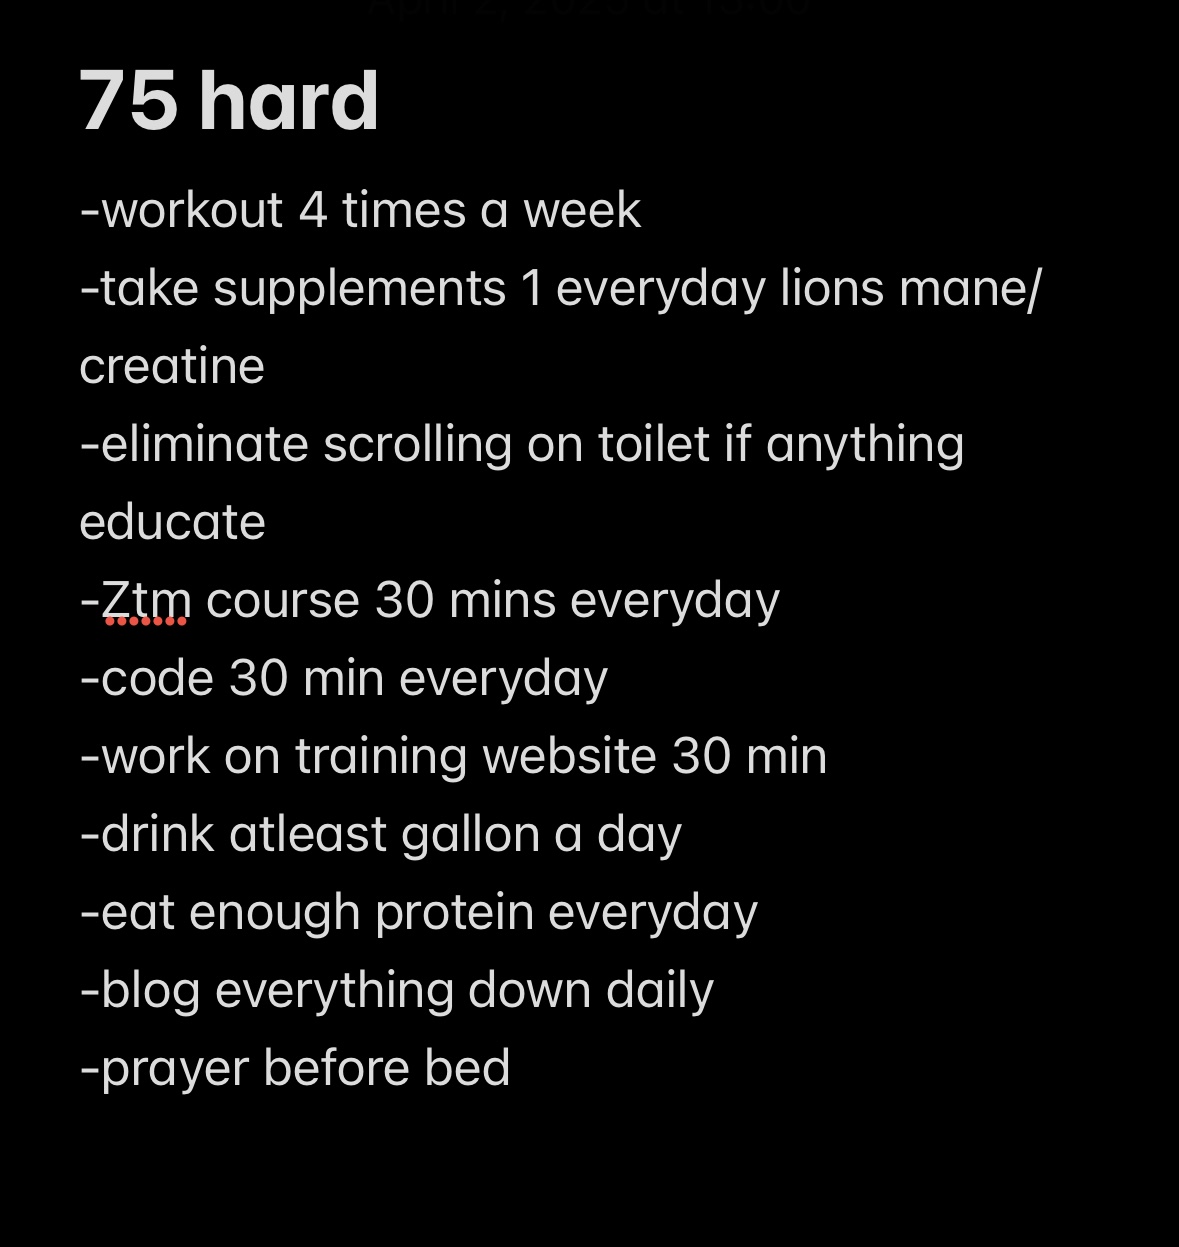 75 hard
-workout 4 times a week
-take supplements 1 everyday lions mane/
creatine
-eliminate scrolling on toilet if anything
educate
-Ztm course 30 mins everyday
-code 30 min everyday
-work on training website 30 min
-drink atleast gallon a day
-eat enough protein everyday
-blog everything down daily
-prayer before bed